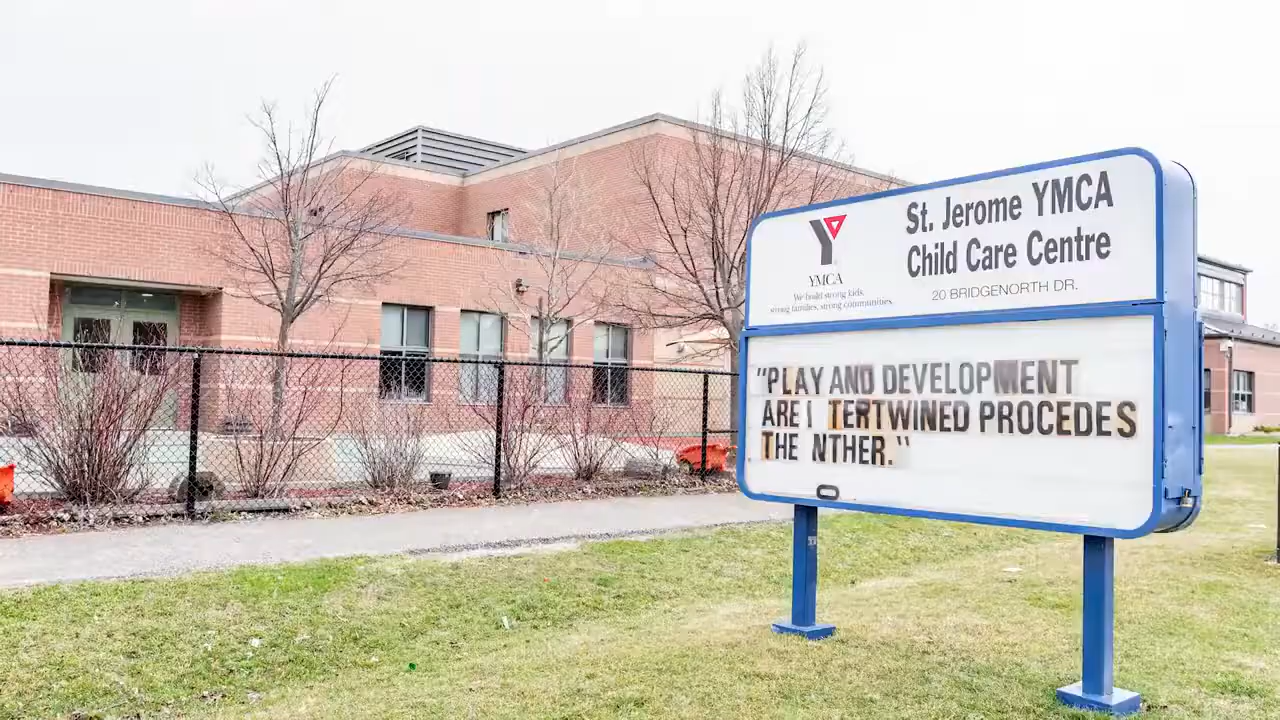 St. Jerome YMCA
Child Care Centre
20 BRIDGENORTH DR.
YMCA
We build strong kids,
strong families, strong communities.
"PLAY AND DEVELOPMENT
ARE I TERTWINED PROCEDES
THE NTHER."
O